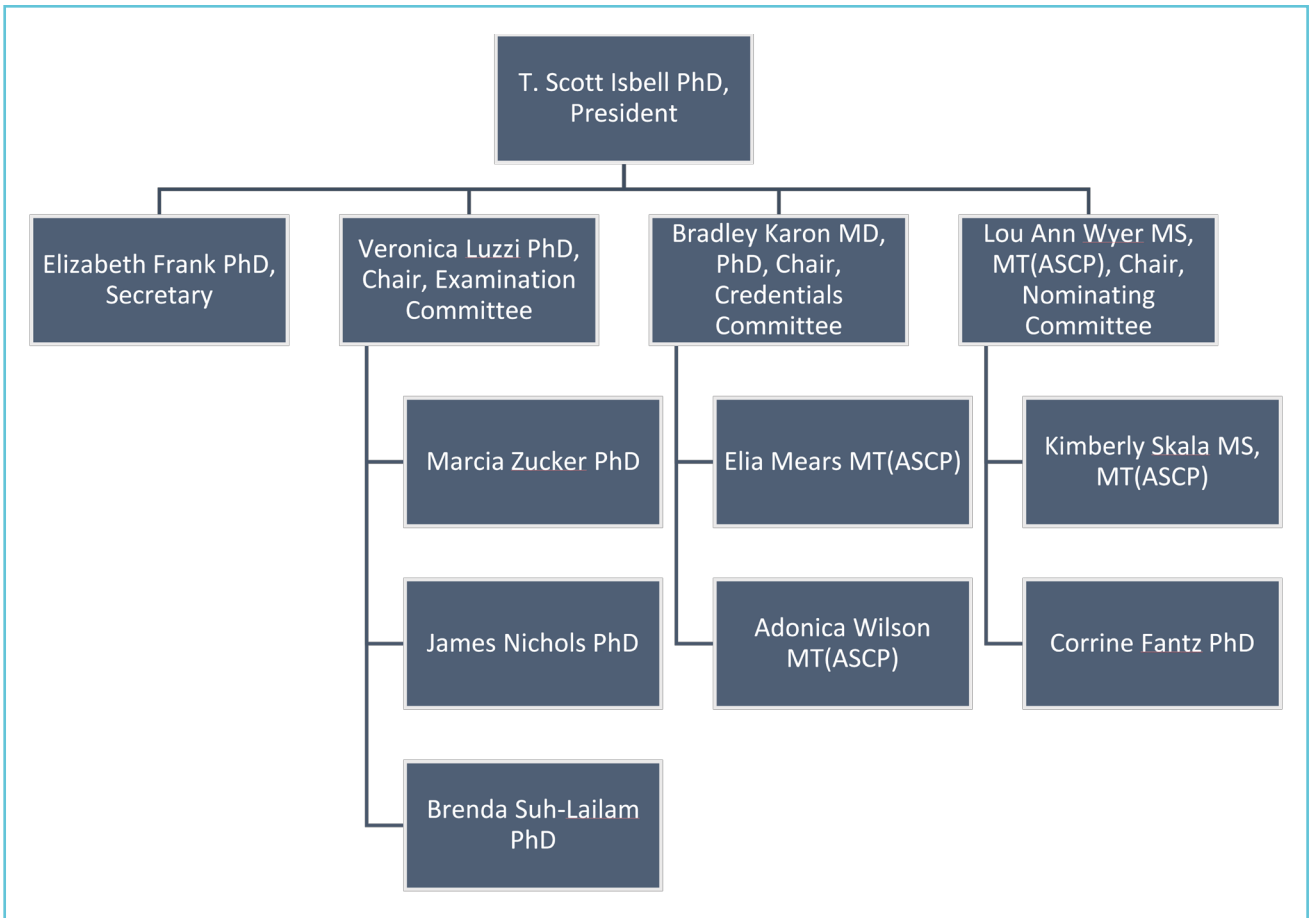 T. Scott Isbell PhD,
President
Elizabeth Frank PhD,
Secretary
Veronica Luzzi PhD,
Chair, Examination
Committee
Bradley Karon MD,
PhD, Chair,
Credentials
Committee
Lou Ann Wyer MS,
MT(ASCP), Chair,
Nominating
Committee
Marcia Zucker PhD
James Nichols PhD
Brenda Suh-Lailam
PhD
Elia Mears MT(ASCP)
Adonica Wilson
MT(ASCP)
Kimberly Skala MS,
MT(ASCP)
Corrine Fantz PhD